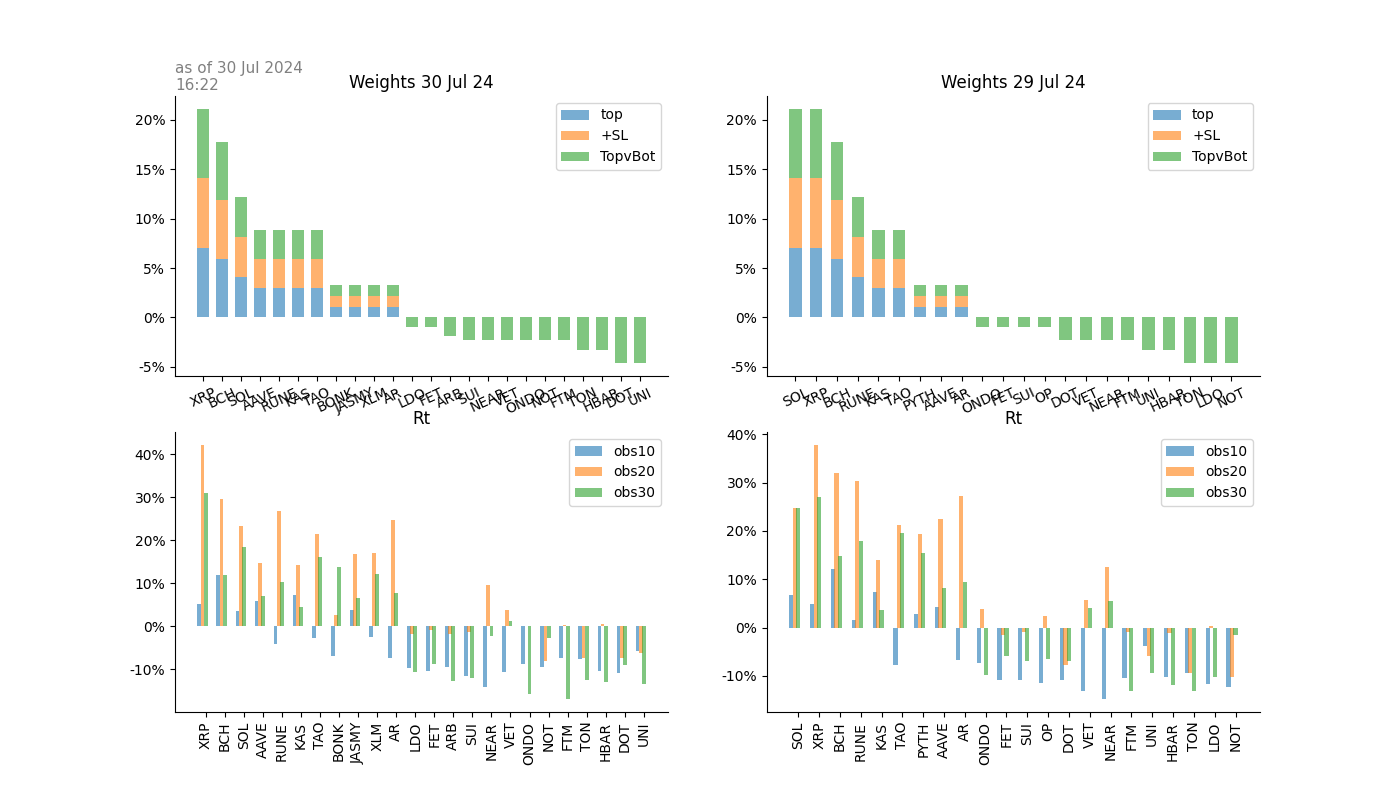 as of 30 Jul 2024
16:22
Weights 30 Jul 24
20%
15%
10%
5%
0%
-5%
top
+SL
TopvBot
XRP BCH SOL AAVE RUNE KAS TAO BONK JASMY XLM AR LDO FET ARB SUI NEAR VET ONDO NOT FTM TON HBAR DOT UNI
Weights 29 Jul 24
20%
15%
10%
5%
0%
-5%
top
+SL
TopvBot
SOL XRP BCH RUNE KAS TAO PYTH AAVE AR ONDO FET SUI OP DOT VET NEAR FTM UNI HBAR TON LDO NOT
Rt
40%
30%
20%
10%
0%
-10%
obs10
obs20
obs30
XRP BCH SOL AAVE RUNE KAS TAO BONK JASMY XLM AR LDO FET ARB SUI NEAR VET ONDO NOT FTM TON HBAR DOT UNI
Rt
40%
30%
20%
10%
0%
-10%
obs10
obs20
obs30
SOL XRP BCH RUNE KAS TAO PYTH AAVE AR ONDO FET SUI OP DOT VET NEAR FTM UNI HBAR TON LDO NOT